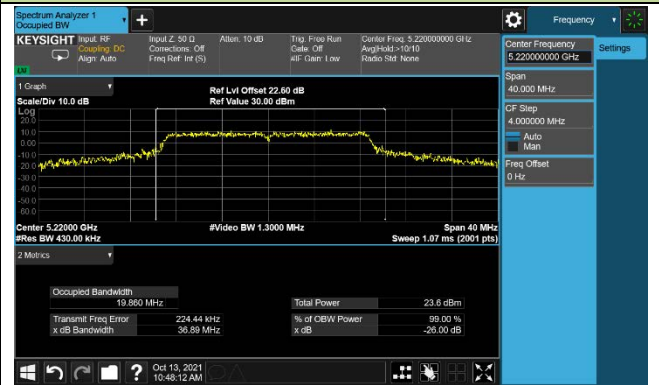 Spectrum Analyzer 1
Occupied BW
Frequency
KEYSIGHT
Input: RF
Coupling: DC
Align: Auto
Input Z: 50 Ω
Corrections: Off
Freq Ref: Int (S)
Atten: 10 dB
Trig: Free Run
Gate: Off
#IF Gain: Low
Center Freq: 5.220000000 GHz
Avg|Hold:>10/10
Radio Std: None
Center Frequency
5.220000000 GHz
Settings
Span
40.000 MHz
CF Step
4.000000 MHz
Auto
Man
Freq Offset
0 Hz
1 Graph
Scale/Div 10.0 dB
Ref Lvl Offset 22.60 dB
Ref Value 30.00 dBm
Log
20.0
10.0
0.00
-10.0
-20.0
-30.0
-40.0
-50.0
-60.0
Center 5.22000 GHz
#Res BW 430.00 kHz
#Video BW 1.3000 MHz
Span 40 MHz
Sweep 1.07 ms (2001 pts)
2 Metrics
Occupied Bandwidth
19.860 MHz
Total Power 23.6 dBm
Transmit Freq Error 224.44 kHz
% of OBW Power 99.00 %
x dB Bandwidth 36.89 MHz
x dB -26.00 dB
Oct 13, 2021
10:48:12 AM